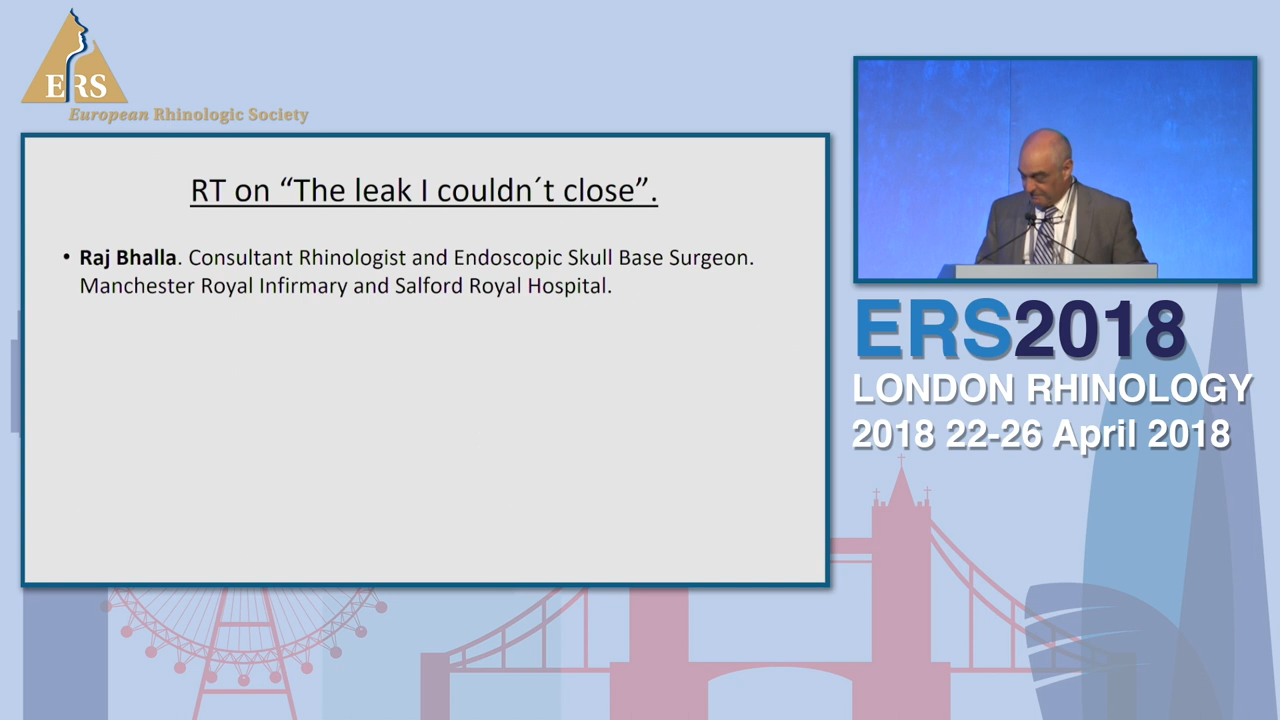 ERS
European Rhinologic Society
RT on “The leak I couldn´t close”.
• Raj Bhalla. Consultant Rhinologist and Endoscopic Skull Base Surgeon.
Manchester Royal Infirmary and Salford Royal Hospital.
ERS2018
LONDON RHINOLOGY
2018 22-26 April 2018